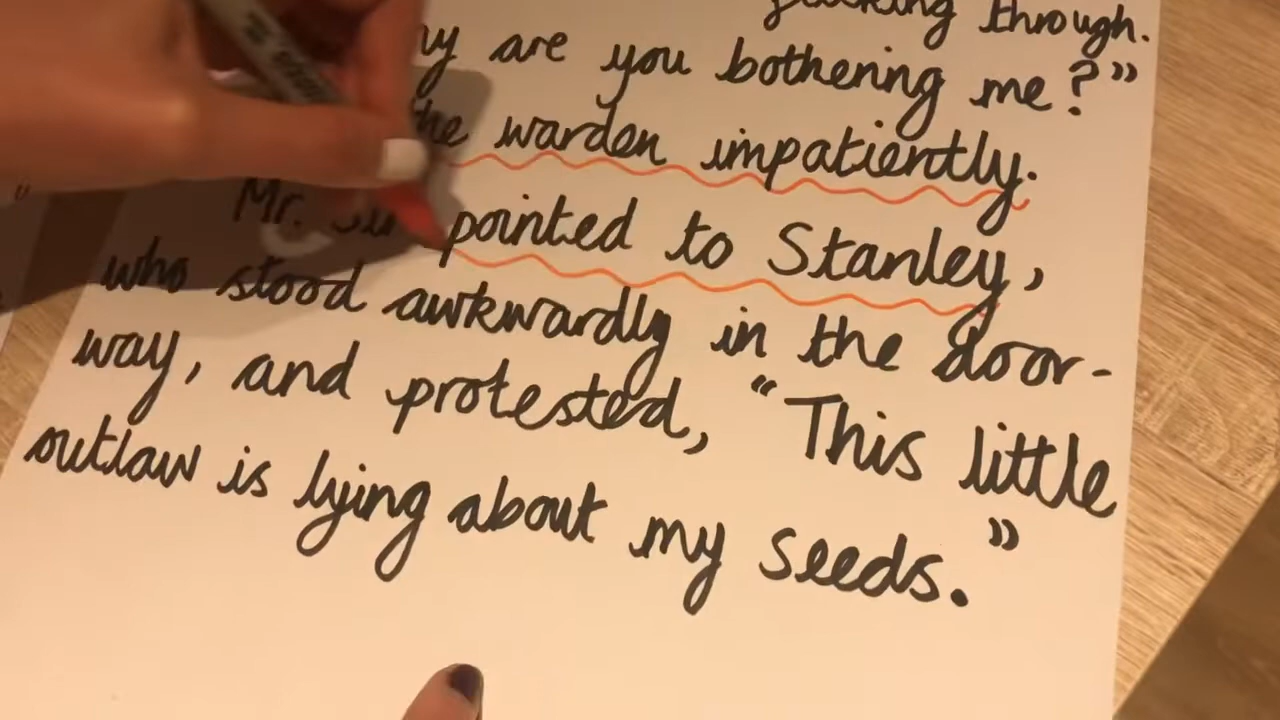 through.
are you bothering me?"
the warden impatiently.
Mr. pointed to Stanley,
who stood awkwardly in the door-
way, and protested, "This little
outlaw is lying about my seeds."